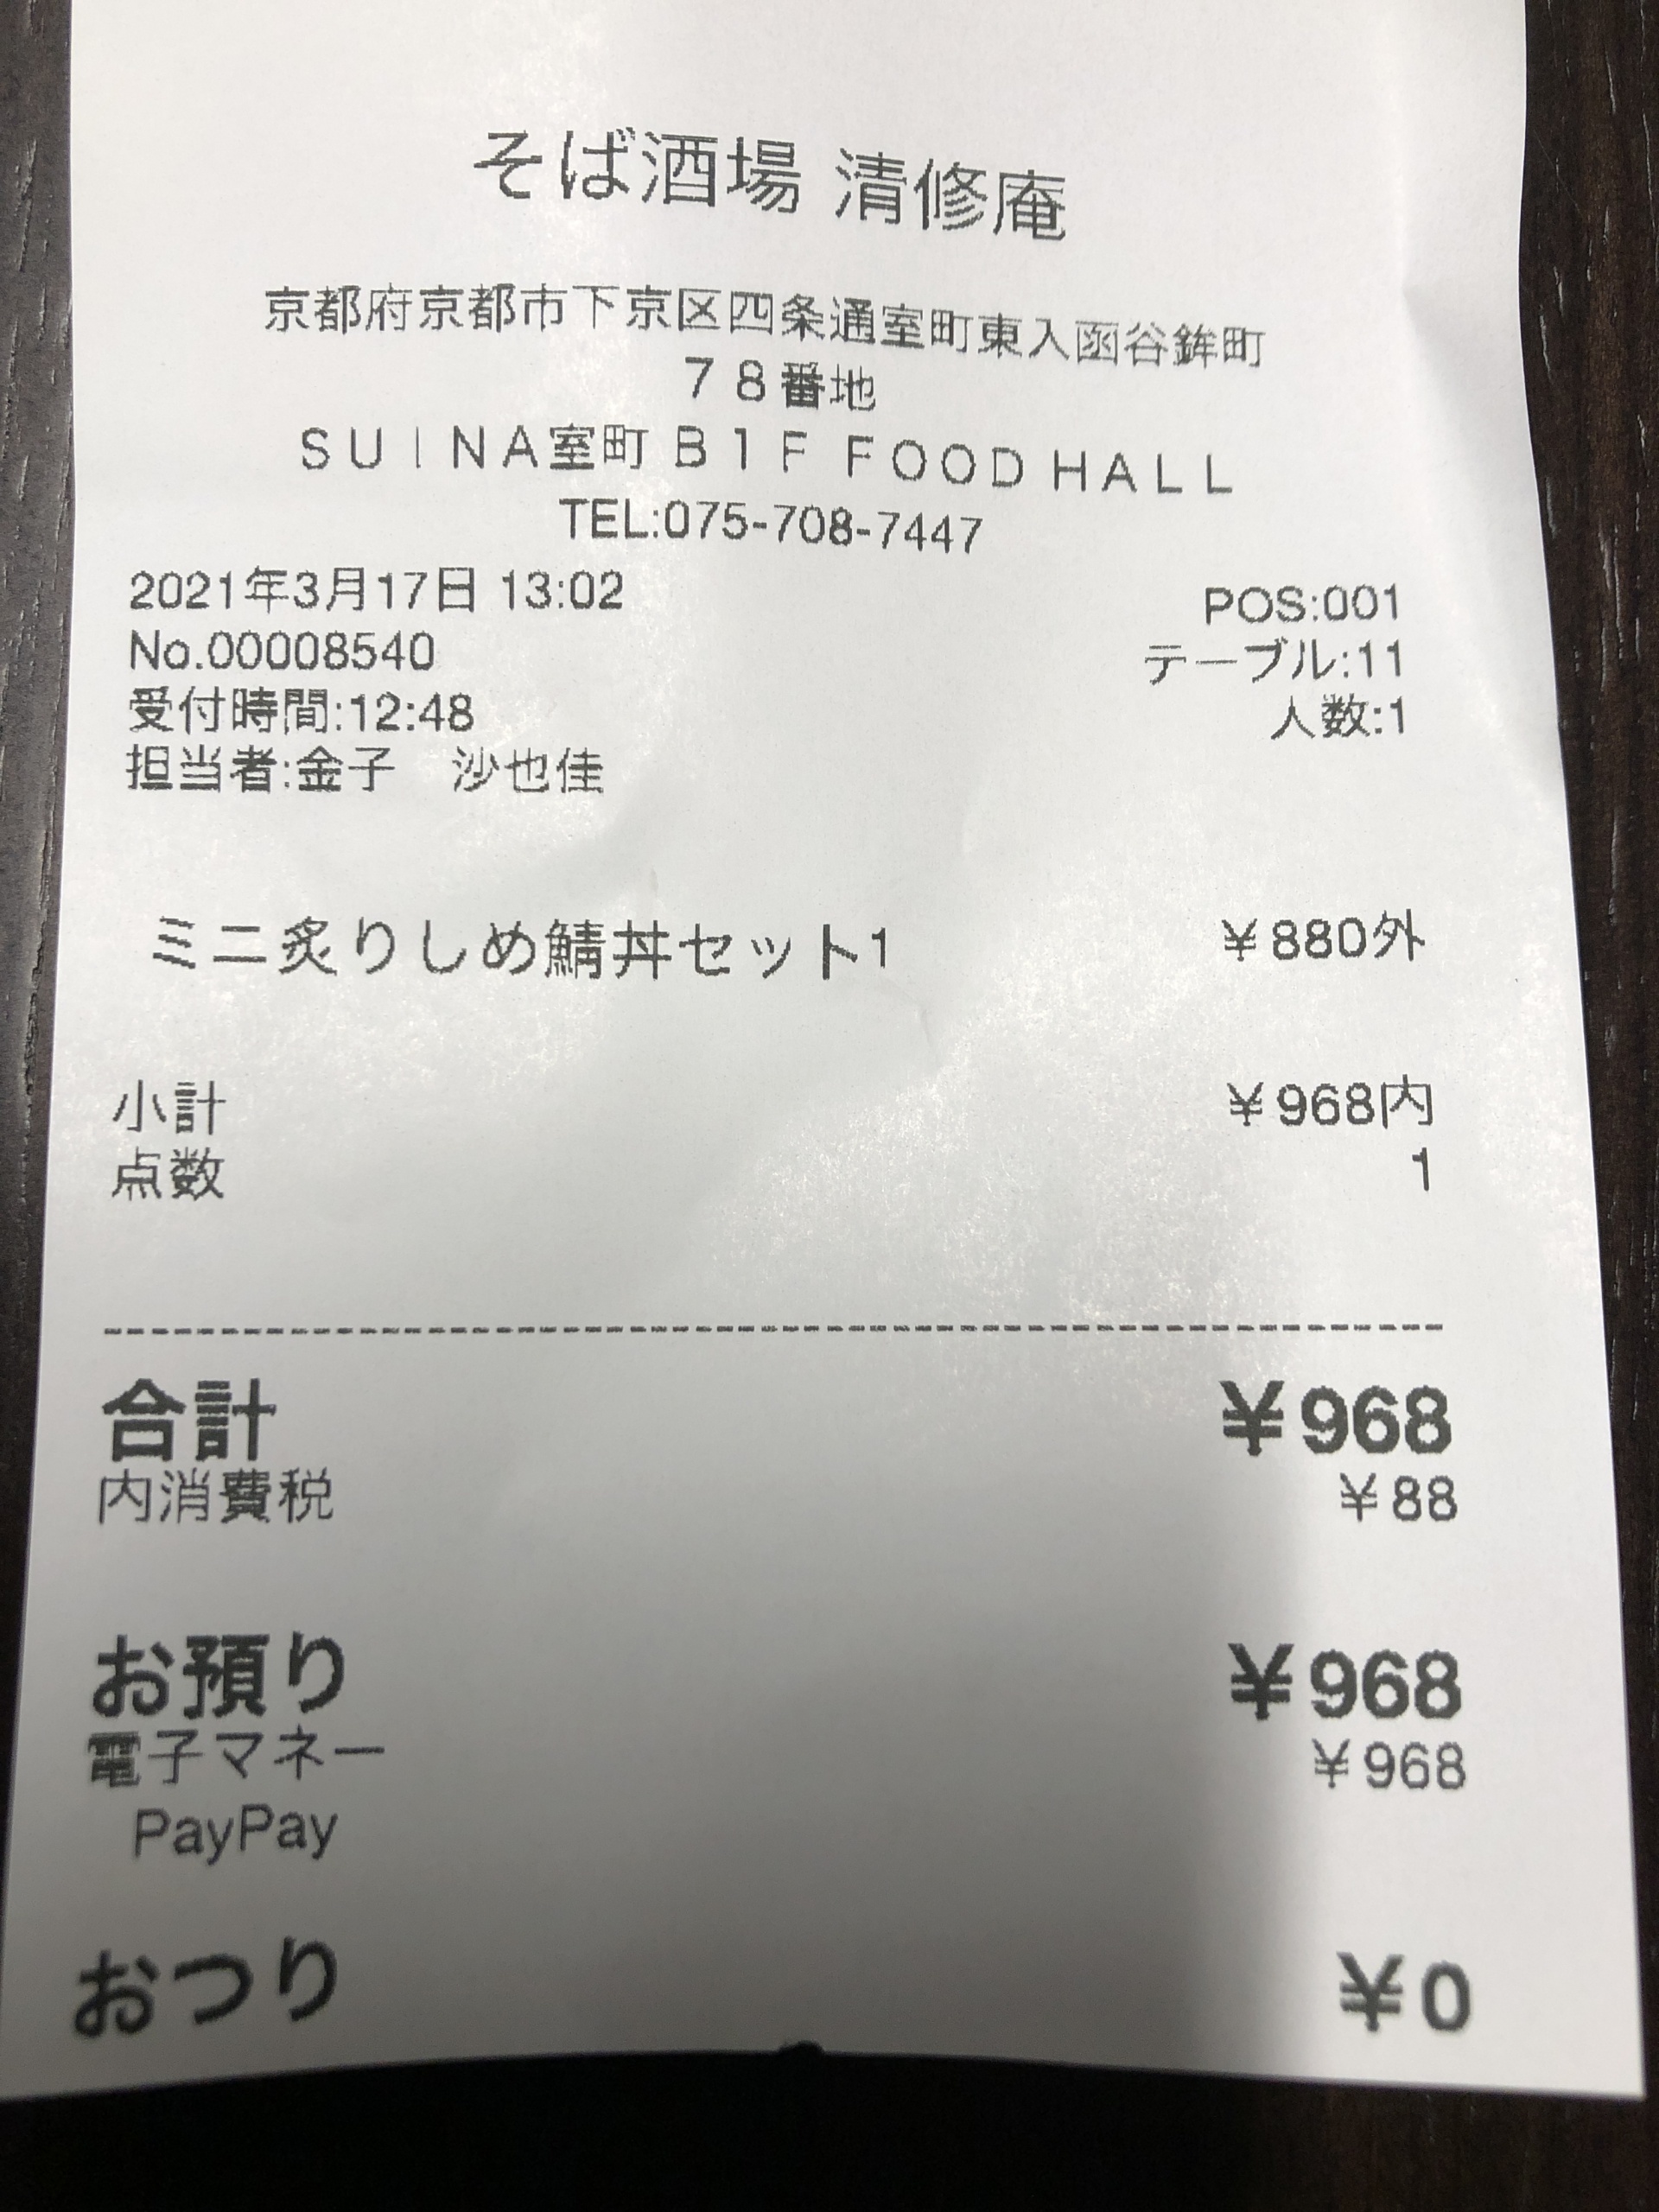 そば酒場 清修庵
京都府京都市下京区四条通室町東入函谷鉾町
７８番地
ＳＵＩＮＡ室町 Ｂ１Ｆ ＦＯＯＤ ＨＡＬＬ
TEL:075-708-7447
2021年3月17日 13:02 POS:001
No.00008540 テーブル:11
受付時間:12:48 人数:1
担当者:金子　沙也佳
ミニ炙りしめ鯖丼セット1 ¥880外
小計 ¥968内
点数 1
合計 ¥968
内消費税 ¥88
お預り ¥968
電子マネー ¥968
PayPay
おつり ¥0